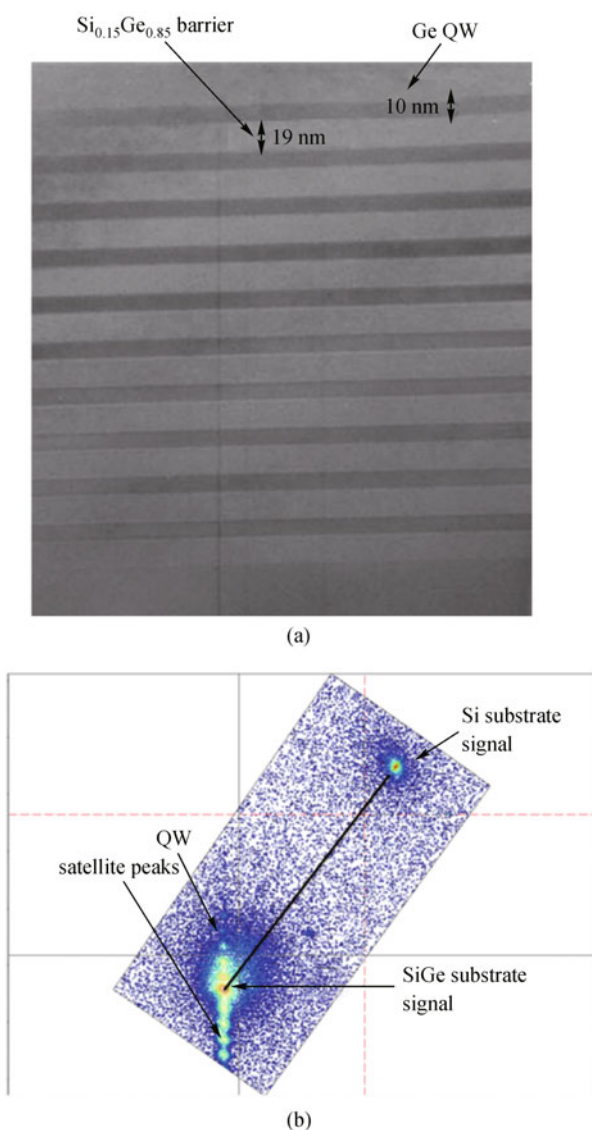 Si0.15Ge0.85 barrier
Ge QW
10 nm
19 nm
(a)
Si substrate
signal
QW
satellite peaks
SiGe substrate
signal
(b)